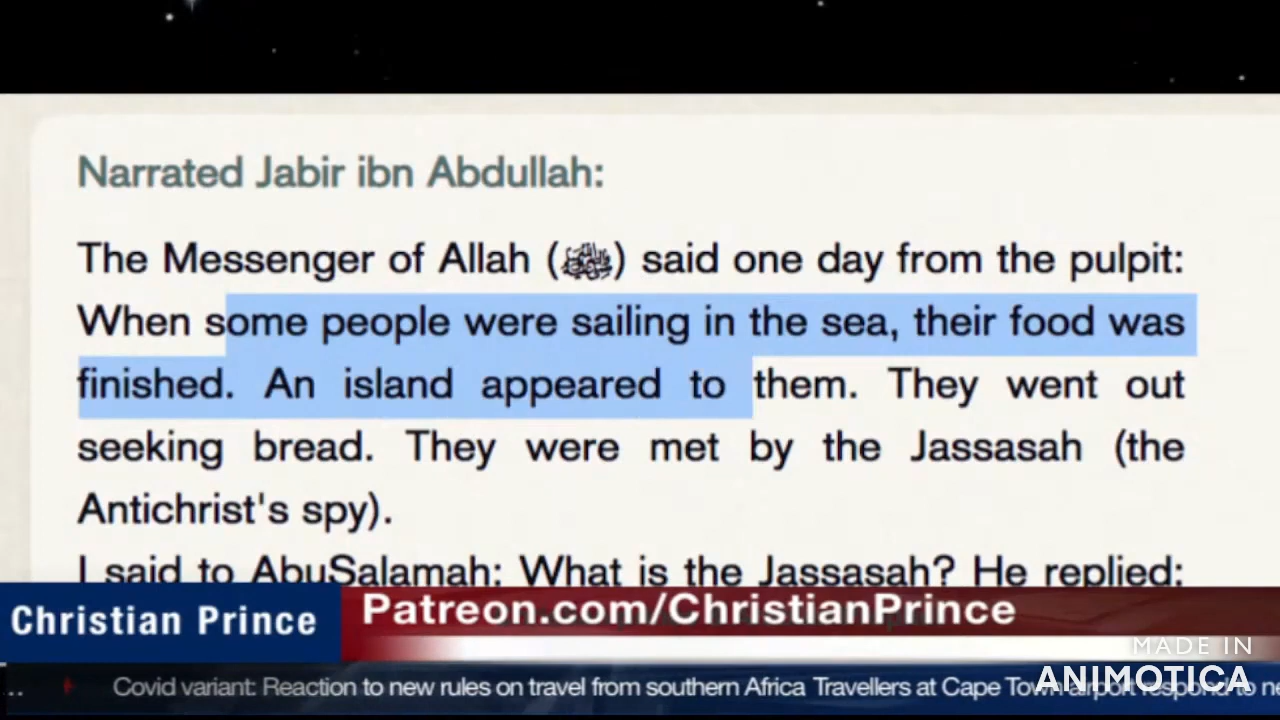 Narrated Jabir ibn Abdullah:
The Messenger of Allah (ﷺ) said one day from the pulpit:
When some people were sailing in the sea, their food was
finished. An island appeared to them. They went out
seeking bread. They were met by the Jassasah (the
Antichrist's spy).
I said to AbuSalamah: What is the Jassasah? He replied:
Christian Prince
Patreon.com/ChristianPrince
MADE IN
ANIMOTICA
.. Covid variant: Reaction to new rules on travel from southern Africa Travellers at Cape Town airport respond to ne